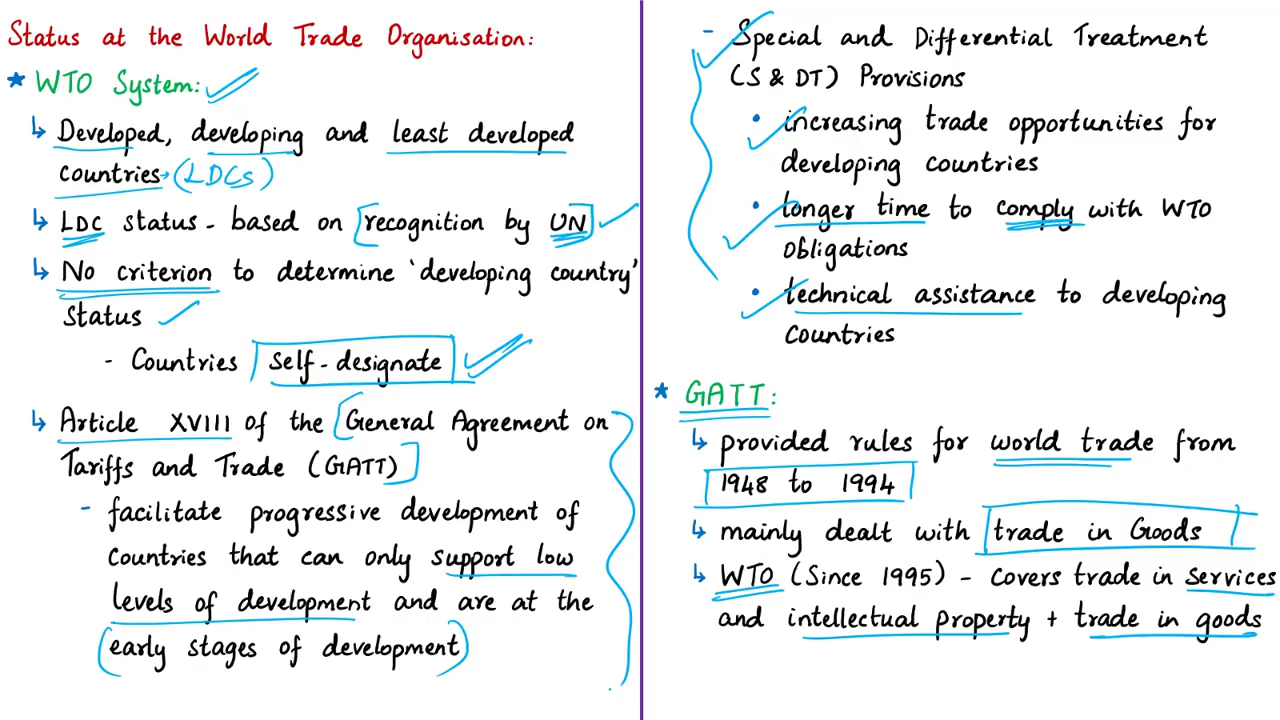 Status at the World Trade Organisation:
* WTO System:
↳ Developed, developing and least developed
countries → (LDCs)
↳ LDC status - based on [recognition by UN]
↳ No criterion to determine 'developing country'
status
- Countries self-designate
↳ Article XVIII of the [General Agreement on
Tariffs and Trade (GATT)]
- facilitate progressive development of
countries that can only support low
levels of development and are at the
(early stages of development)
- Special and Differential Treatment
(S & DT) Provisions
• increasing trade opportunities for
developing countries
• longer time to comply with WTO
obligations
• technical assistance to developing
countries
* GATT:
↳ provided rules for world trade from
1948 to 1994
↳ mainly dealt with trade in Goods
↳ WTO (Since 1995) - covers trade in services
and intellectual property + trade in goods